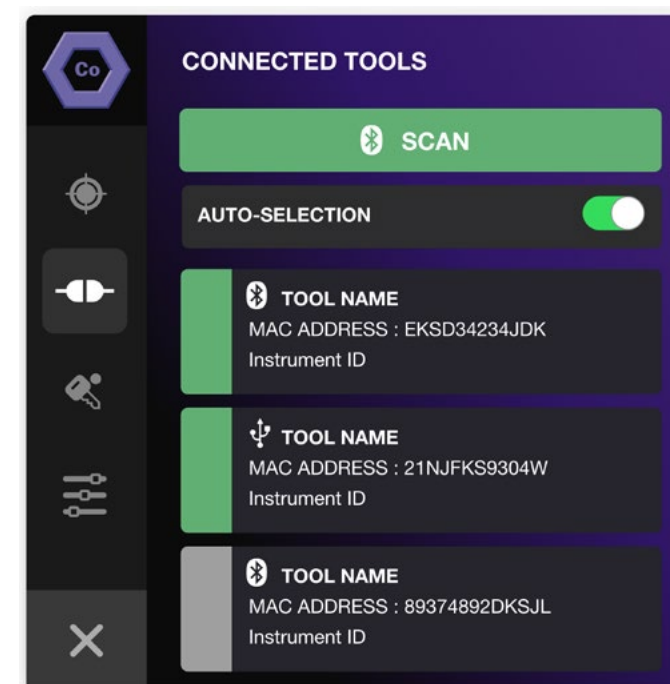 Co
CONNECTED TOOLS
SCAN
AUTO-SELECTION
TOOL NAME
MAC ADDRESS : EKSD34234JDK
Instrument ID
TOOL NAME
MAC ADDRESS : 21NJFKS9304W
Instrument ID
TOOL NAME
MAC ADDRESS : 89374892DKSJL
Instrument ID